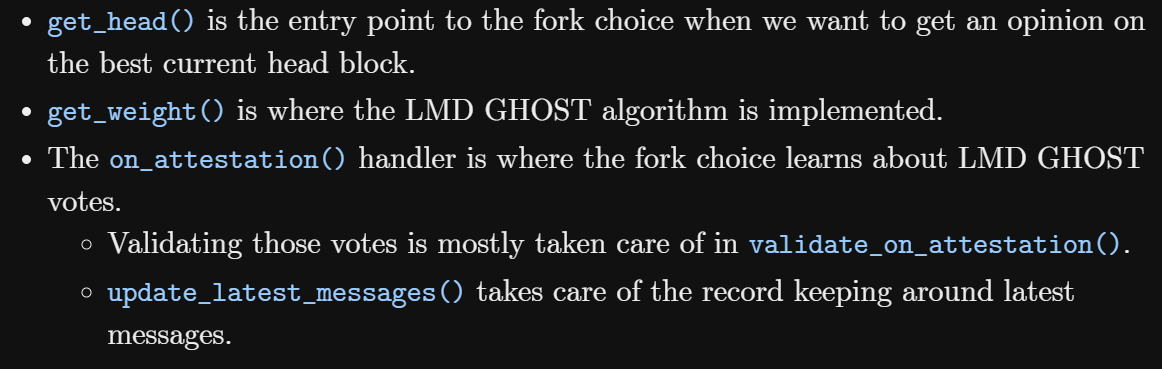 • get_head() is the entry point to the fork choice when we want to get an opinion on
the best current head block.
• get_weight() is where the LMD GHOST algorithm is implemented.
• The on_attestation() handler is where the fork choice learns about LMD GHOST
votes.
◦ Validating those votes is mostly taken care of in validate_on_attestation().
◦ update_latest_messages() takes care of the record keeping around latest
messages.